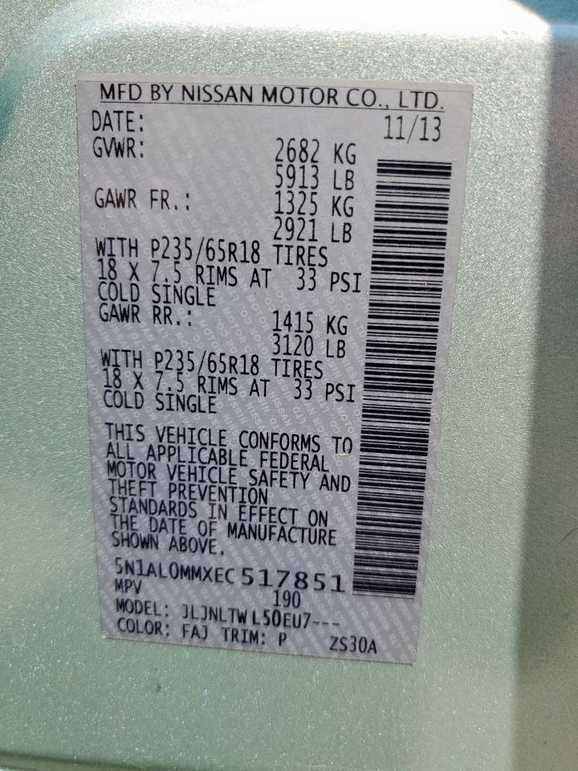 MFD BY NISSAN MOTOR CO., LTD.
DATE: 11/13
GVWR: 2682 KG
5913 LB
GAWR FR.: 1325 KG
2921 LB
WITH P235/65R18 TIRES
18 X 7.5 RIMS AT 33 PSI
COLD SINGLE
GAWR RR.: 1415 KG
3120 LB
WITH P235/65R18 TIRES
18 X 7.5 RIMS AT 33 PSI
COLD SINGLE
THIS VEHICLE CONFORMS TO
ALL APPLICABLE FEDERAL
MOTOR VEHICLE SAFETY AND
THEFT PREVENTION
STANDARDS IN EFFECT ON
THE DATE OF MANUFACTURE
SHOWN ABOVE.
5N1AL0MMXEC517851
MPV 190
MODEL: JLJNLTWL50EU7---
COLOR: FAJ TRIM: P ZS30A